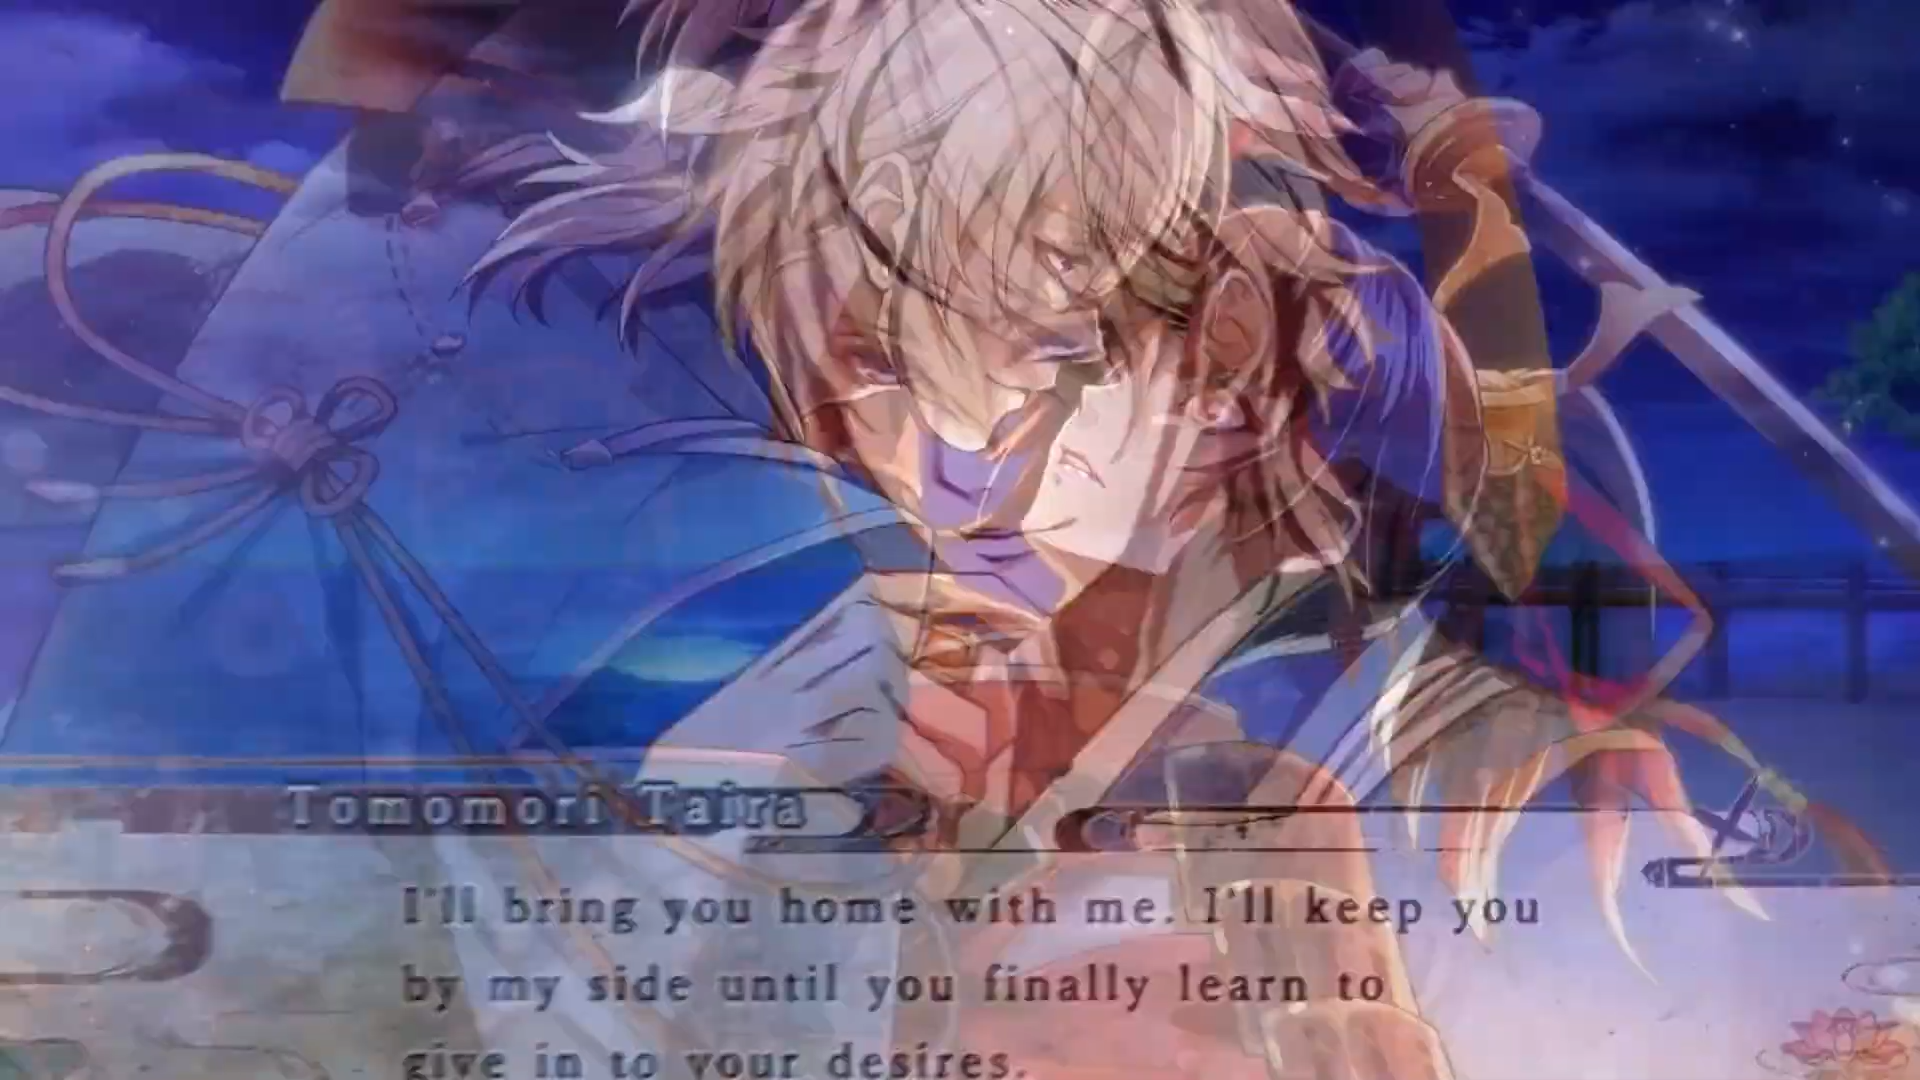 Tomomori Taira
I'll bring you home with me. I'll keep you
by my side until you finally learn to
give in to your desires.